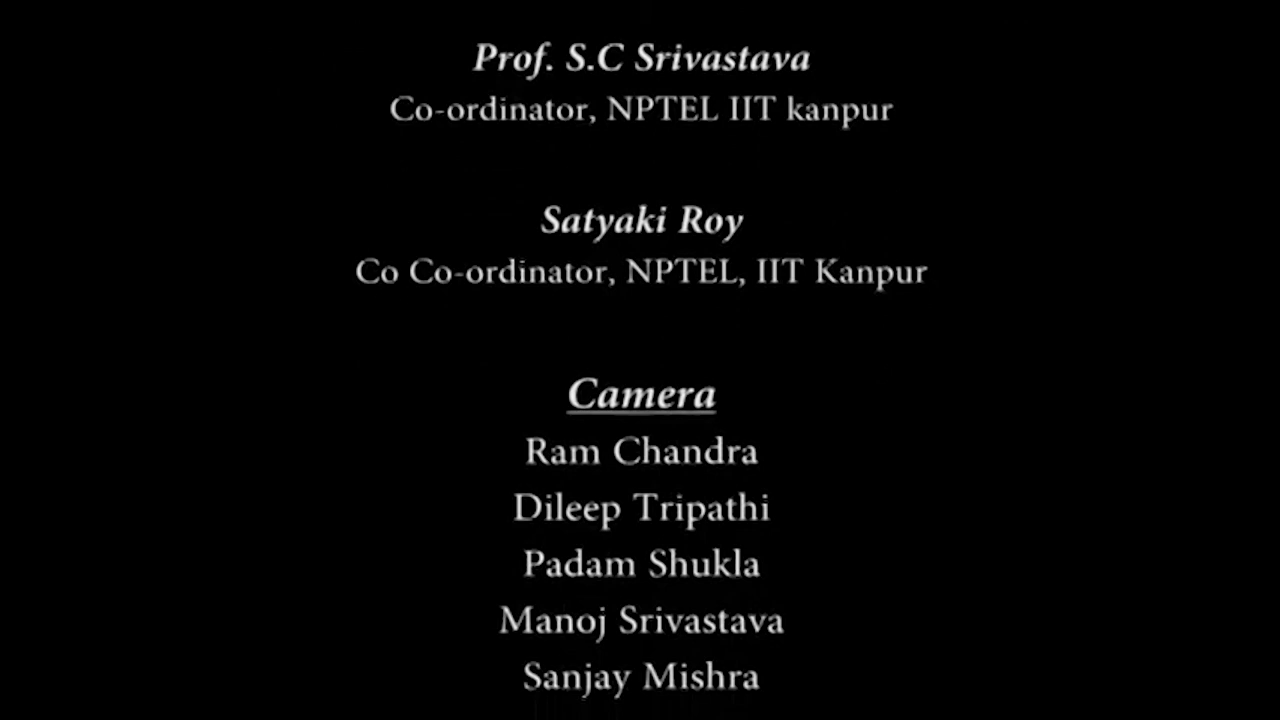 Prof. S.C Srivastava
Co-ordinator, NPTEL IIT kanpur
Satyaki Roy
Co Co-ordinator, NPTEL, IIT Kanpur
Camera
Ram Chandra
Dileep Tripathi
Padam Shukla
Manoj Srivastava
Sanjay Mishra